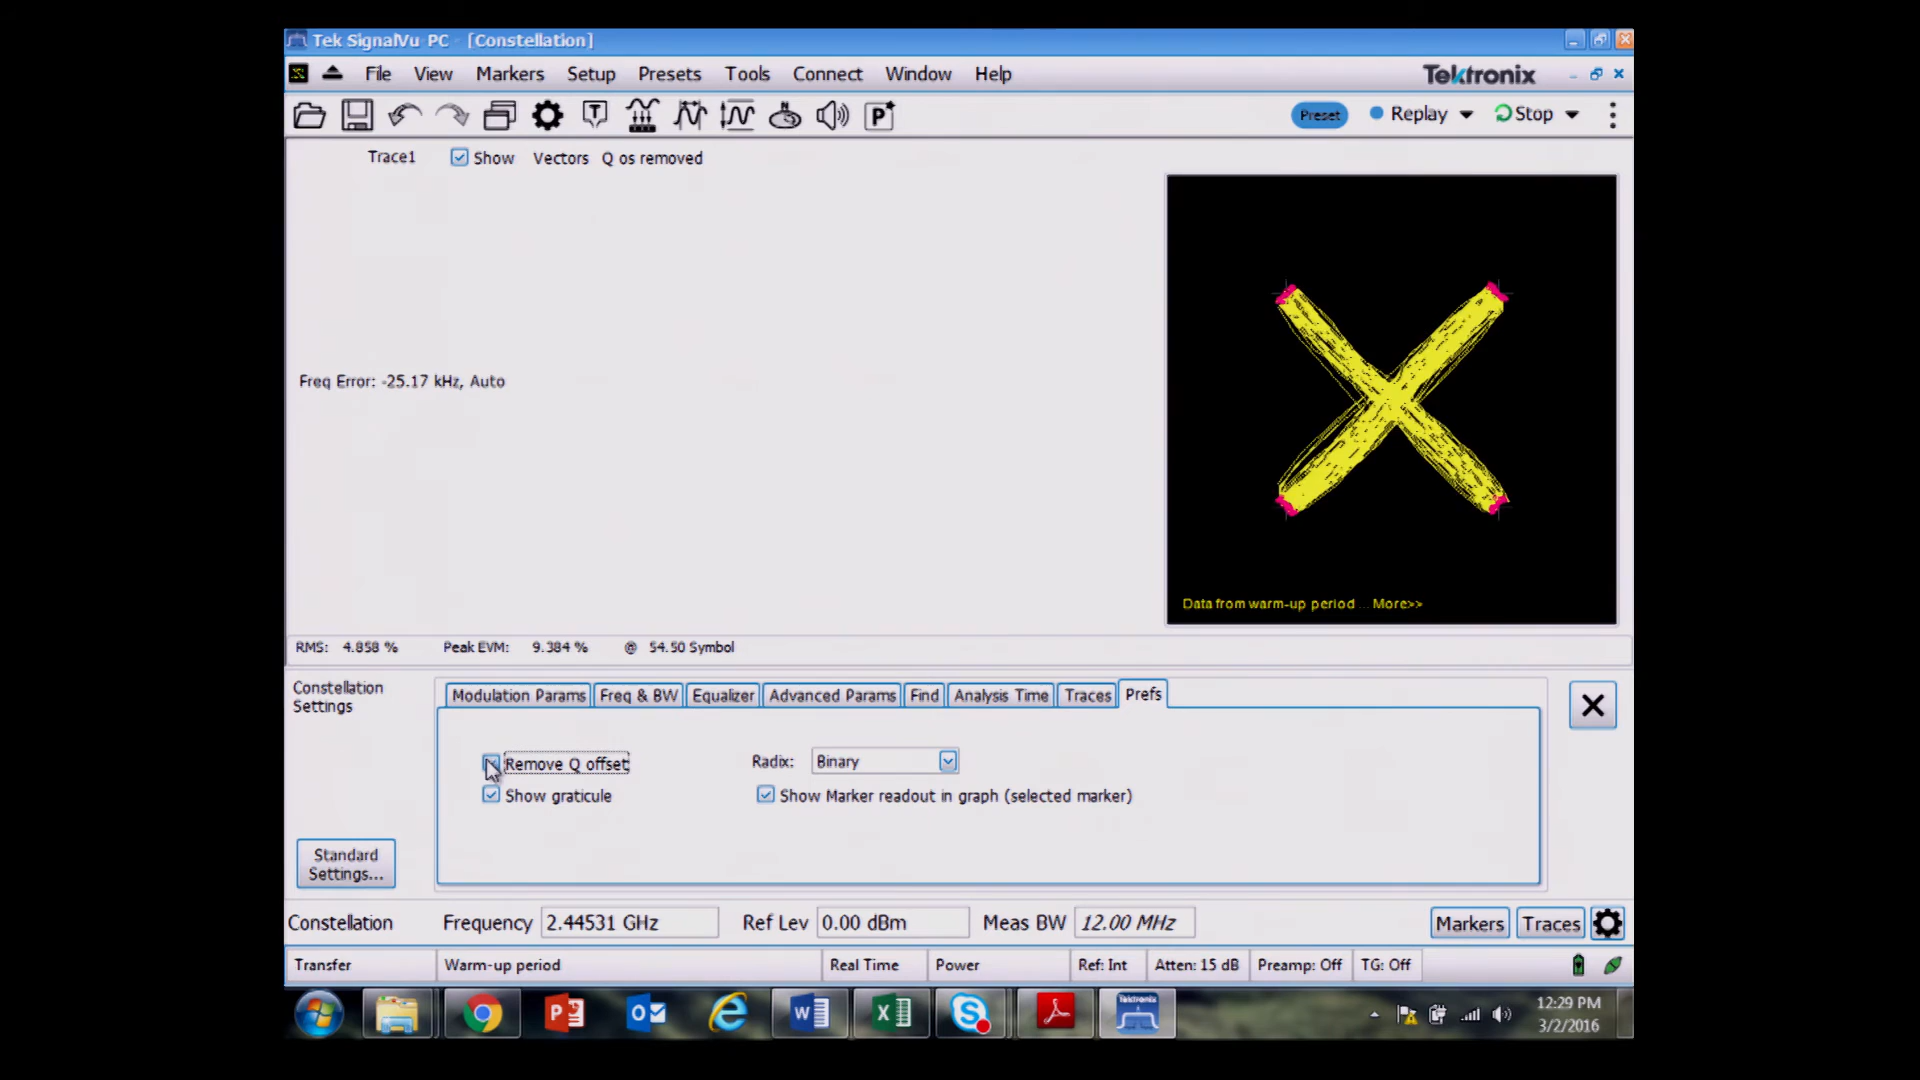 Tek SignalVu PC - [Constellation]
File View Markers Setup Presets Tools Connect Window Help
Tektronix
T
P
Preset Replay Stop
Trace1 Show Vectors Q os removed
Freq Error: -25.17 kHz, Auto
Data from warm-up period ... More>>
RMS: 4.858 % Peak EVM: 9.384 % @ 54.50 Symbol
Constellation Settings
Modulation Params Freq & BW Equalizer Advanced Params Find Analysis Time Traces Prefs
Remove Q offset Radix: Binary
Show graticule Show Marker readout in graph (selected marker)
Standard
Settings...
Constellation Frequency 2.44531 GHz Ref Lev 0.00 dBm Meas BW 12.00 MHz Markers Traces
Transfer Warm-up period Real Time Power Ref: Int Atten: 15 dB Preamp: Off TG: Off
Tektronix
12:29 PM
3/2/2016